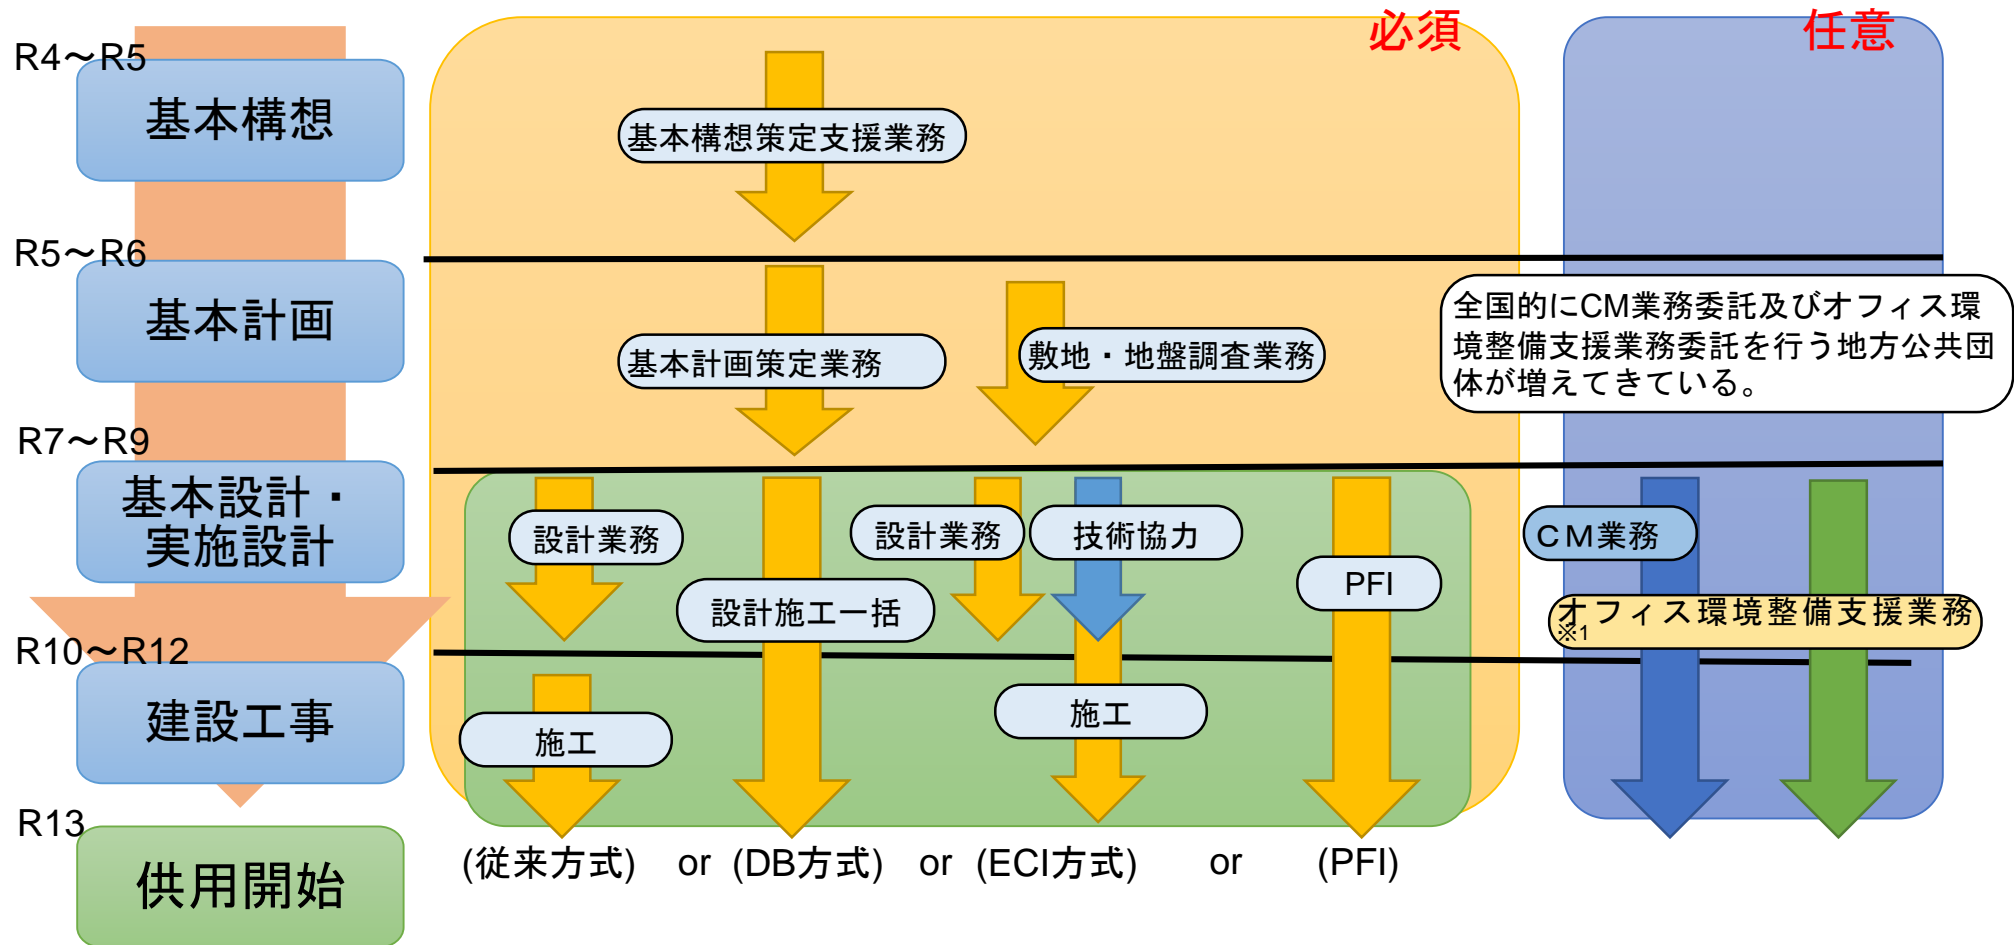 必須
任意
R4～R5
基本構想
基本構想策定支援業務
R5～R6
基本計画
基本計画策定業務
敷地・地盤調査業務
全国的にCM業務委託及びオフィス環
境整備支援業務委託を行う地方公共団
体が増えてきている。
R7～R9
基本設計・
実施設計
設計業務
設計施工一括
設計業務
技術協力
PFI
ＣＭ業務
オフィス環境整備支援業務
※1
R10～R12
建設工事
施工
施工
R13
供用開始
(従来方式) or (DB方式) or (ECI方式) or (PFI)